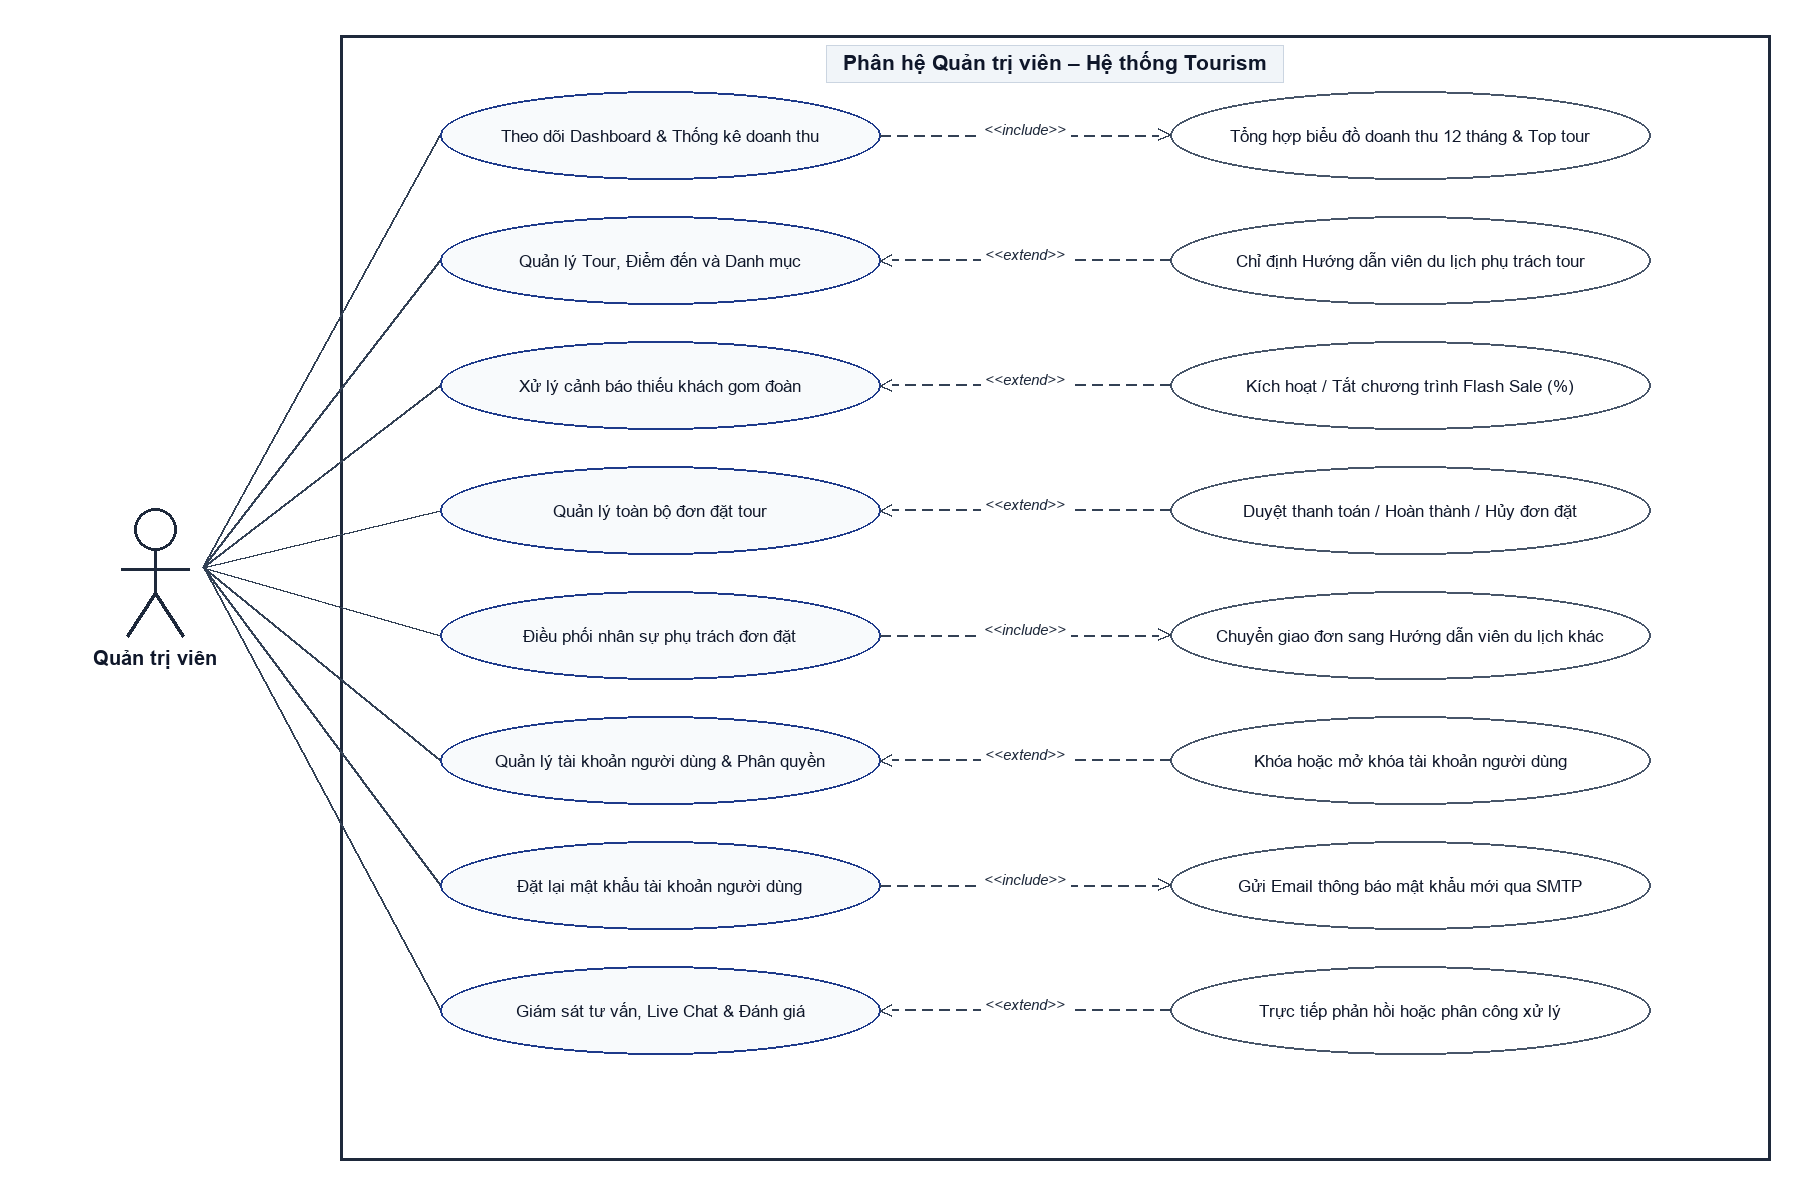 Phân hệ Quản trị viên – Hệ thống Tourism
Theo dõi Dashboard & Thống kê doanh thu
<<include>>
Tổng hợp biểu đồ doanh thu 12 tháng & Top tour
Quản lý Tour, Điểm đến và Danh mục
<<extend>>
Chỉ định Hướng dẫn viên du lịch phụ trách tour
Xử lý cảnh báo thiếu khách gom đoàn
<<extend>>
Kích hoạt / Tắt chương trình Flash Sale (%)
Quản lý toàn bộ đơn đặt tour
<<extend>>
Duyệt thanh toán / Hoàn thành / Hủy đơn đặt
Điều phối nhân sự phụ trách đơn đặt
<<include>>
Chuyển giao đơn sang Hướng dẫn viên du lịch khác
Quản trị viên
Quản lý tài khoản người dùng & Phân quyền
<<extend>>
Khóa hoặc mở khóa tài khoản người dùng
Đặt lại mật khẩu tài khoản người dùng
<<include>>
Gửi Email thông báo mật khẩu mới qua SMTP
Giám sát tư vấn, Live Chat & Đánh giá
<<extend>>
Trực tiếp phản hồi hoặc phân công xử lý